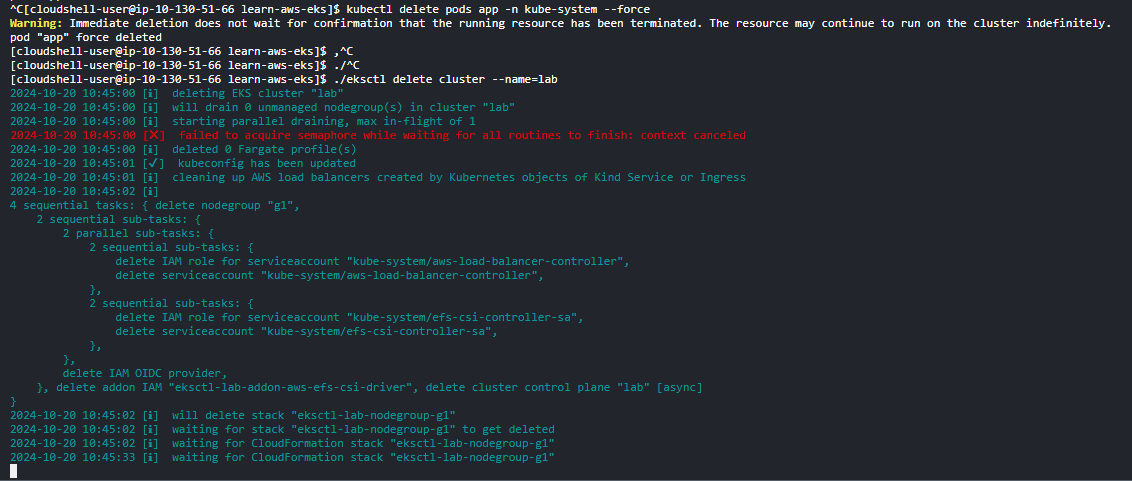 ^C[cloudshell-user@ip-10-130-51-66 learn-aws-eks]$ kubectl delete pods app -n kube-system --force
Warning: Immediate deletion does not wait for confirmation that the running resource has been terminated. The resource may continue to run on the cluster indefinitely.
pod "app" force deleted
[cloudshell-user@ip-10-130-51-66 learn-aws-eks]$ ,^C
[cloudshell-user@ip-10-130-51-66 learn-aws-eks]$ ./^C
[cloudshell-user@ip-10-130-51-66 learn-aws-eks]$ ./eksctl delete cluster --name=lab
2024-10-20 10:45:00 [ℹ]  deleting EKS cluster "lab"
2024-10-20 10:45:00 [ℹ]  will drain 0 unmanaged nodegroup(s) in cluster "lab"
2024-10-20 10:45:00 [ℹ]  starting parallel draining, max in-flight of 1
2024-10-20 10:45:00 [✖]  failed to acquire semaphore while waiting for all routines to finish: context canceled
2024-10-20 10:45:00 [ℹ]  deleted 0 Fargate profile(s)
2024-10-20 10:45:01 [✔]  kubeconfig has been updated
2024-10-20 10:45:01 [ℹ]  cleaning up AWS load balancers created by Kubernetes objects of Kind Service or Ingress
2024-10-20 10:45:02 [ℹ]
4 sequential tasks: { delete nodegroup "g1",
    2 sequential sub-tasks: {
        2 parallel sub-tasks: {
            2 sequential sub-tasks: {
                delete IAM role for serviceaccount "kube-system/aws-load-balancer-controller",
                delete serviceaccount "kube-system/aws-load-balancer-controller",
            },
            2 sequential sub-tasks: {
                delete IAM role for serviceaccount "kube-system/efs-csi-controller-sa",
                delete serviceaccount "kube-system/efs-csi-controller-sa",
            },
        },
        delete IAM OIDC provider,
    }, delete addon IAM "eksctl-lab-addon-aws-efs-csi-driver", delete cluster control plane "lab" [async]
}
2024-10-20 10:45:02 [ℹ]  will delete stack "eksctl-lab-nodegroup-g1"
2024-10-20 10:45:02 [ℹ]  waiting for stack "eksctl-lab-nodegroup-g1" to get deleted
2024-10-20 10:45:02 [ℹ]  waiting for CloudFormation stack "eksctl-lab-nodegroup-g1"
2024-10-20 10:45:33 [ℹ]  waiting for CloudFormation stack "eksctl-lab-nodegroup-g1"